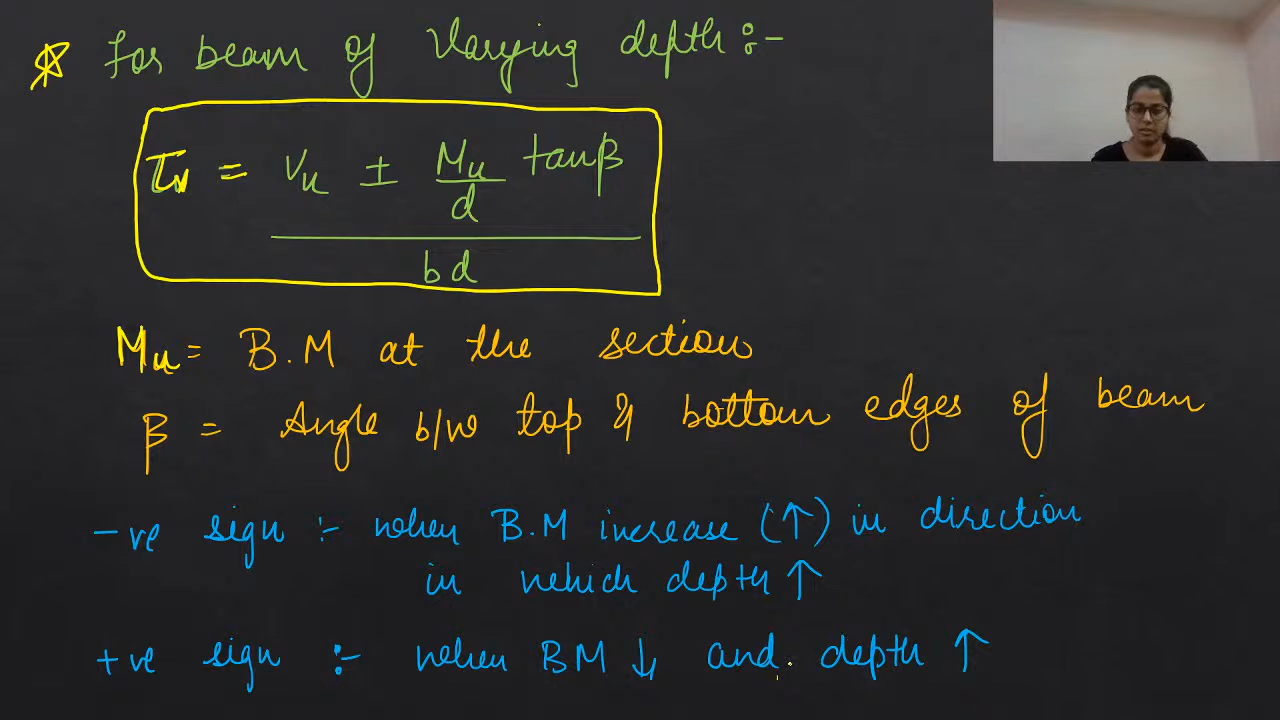 ☆ For beam of Varying depth :-
τv = Vu ± Mu/d tanβ / bd
Mu = B.M at the section
β = Angle b/w top & bottom edges of beam
-ve sign :- when B.M increase (↑) in direction
in which depth ↑
+ve sign :- when BM ↓ and depth ↑